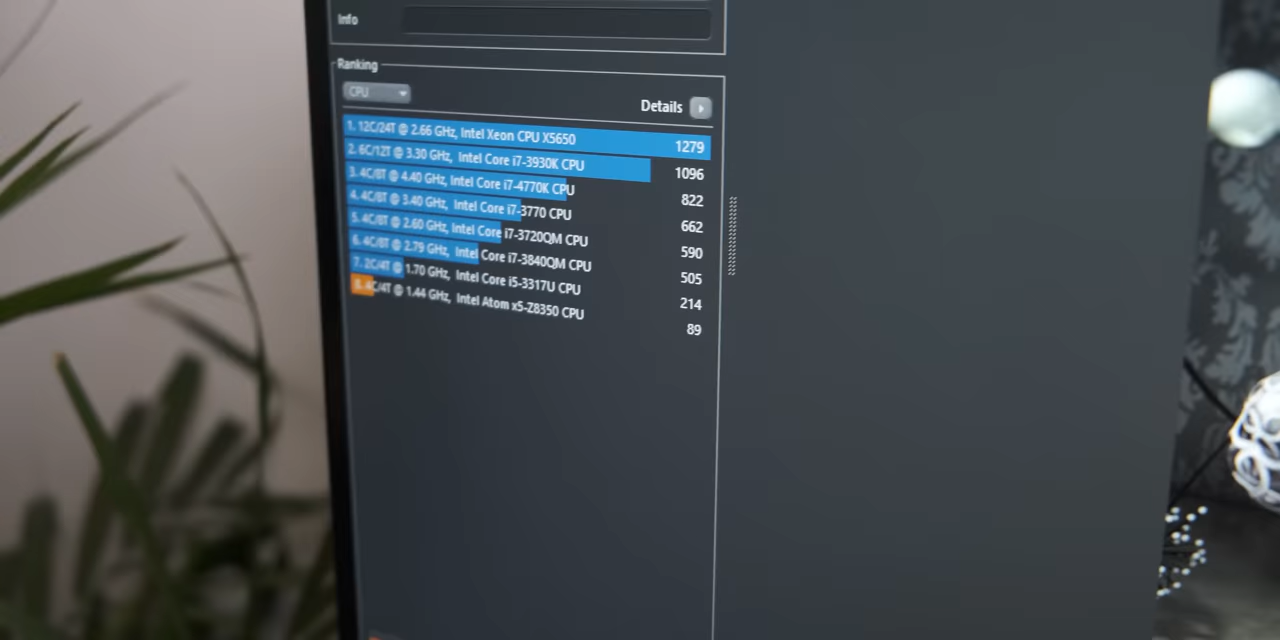 Info
Ranking
CPU
Details
1. 12C/24T @ 2.66 GHz, Intel Xeon CPU X5650 1279
2. 6C/12T @ 3.30 GHz, Intel Core i7-3930K CPU 1096
3. 4C/8T @ 4.40 GHz, Intel Core i7-4770K CPU 822
4. 4C/8T @ 3.40 GHz, Intel Core i7-3770 CPU 662
5. 4C/8T @ 2.60 GHz, Intel Core i7-3720QM CPU 590
6. 4C/8T @ 2.79 GHz, Intel Core i7-3840QM CPU 505
7. 2C/4T @ 1.70 GHz, Intel Core i5-3317U CPU 214
8. 4C/4T @ 1.44 GHz, Intel Atom x5-Z8350 CPU 89